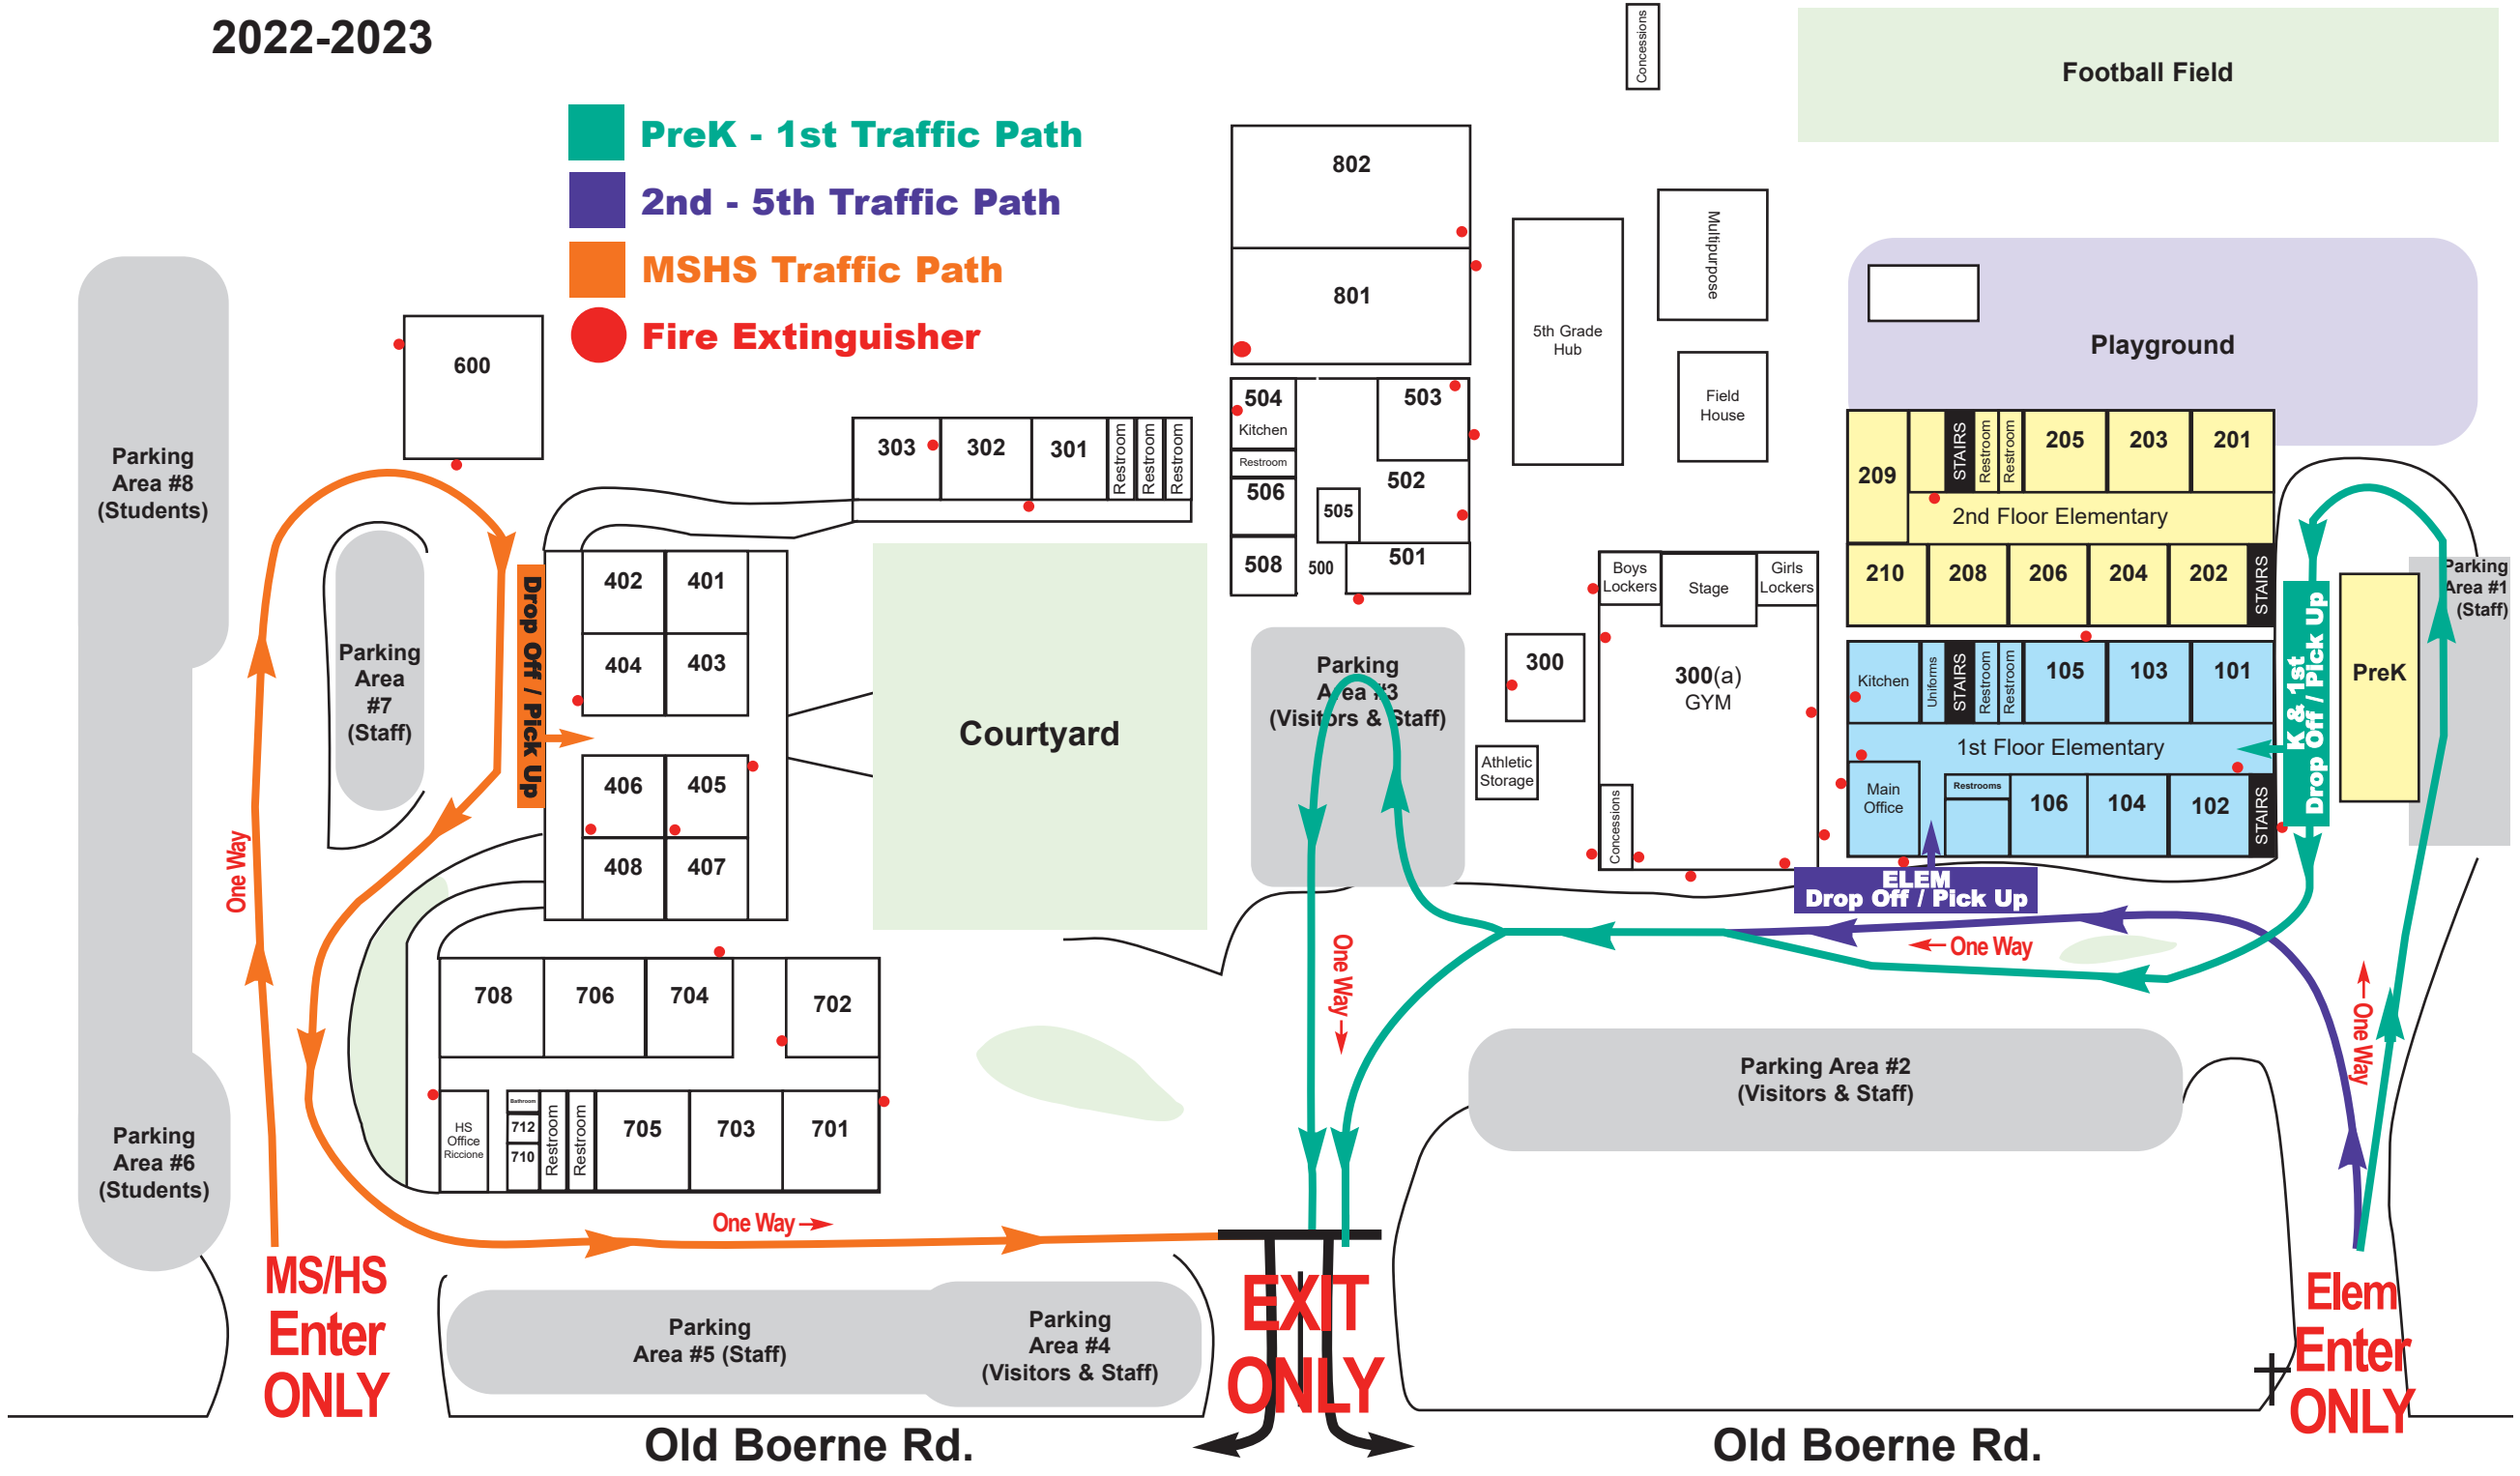 2022-2023
PreK - 1st Traffic Path
2nd - 5th Traffic Path
MSHS Traffic Path
Fire Extinguisher
Concessions
Football Field
802
801
5th Grade
Hub
Multipurpose
Field
House
Playground
600
Parking
Area #8
(Students)
Parking
Area
#7
(Staff)
Drop Off / Pick Up
303
302
301
Restroom
Restroom
Restroom
504
Kitchen
Restroom
506
508
503
502
505
500
501
402
401
404
403
406
405
408
407
Courtyard
Parking
Area #3
(Visitors & Staff)
300
Athletic
Storage
Boys
Lockers
Stage
Girls
Lockers
300(a)
GYM
Concessions
209
STAIRS
Restroom
Restroom
205
203
201
2nd Floor Elementary
210
208
206
204
202
STAIRS
Kitchen
Uniforms
STAIRS
Restroom
Restroom
105
103
101
1st Floor Elementary
Main
Office
Restrooms
106
104
102
STAIRS
K & 1st
Drop Off / Pick Up
PreK
Parking
Area #1
(Staff)
ELEM
Drop Off / Pick Up
One Way
One Way
One Way
One Way
708
706
704
702
HS
Office
Riccione
Bathroom
712
710
Restroom
Restroom
705
703
701
Parking Area #2
(Visitors & Staff)
Parking
Area #6
(Students)
One Way
MS/HS
Enter
ONLY
Parking
Area #5 (Staff)
Parking
Area #4
(Visitors & Staff)
EXIT
ONLY
Elem
Enter
ONLY
Old Boerne Rd.
Old Boerne Rd.